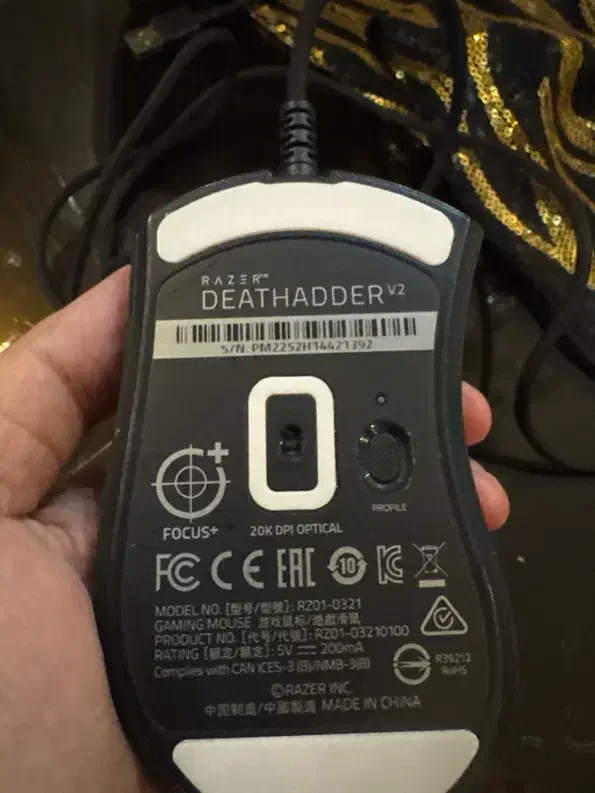 RAZER™
DEATHADDER V2
S/N: PM2252H14421392
PROFILE
FOCUS+
20K DPI OPTICAL
FC CE EAC 10
MODEL NO. [型号/型號]: RZ01-0321
GAMING MOUSE 游戏鼠标/遊戲滑鼠
PRODUCT NO. [代号/代號]: RZ01-03210100
RATING [额定/額定]: 5V ⎓ 200mA
Complies with CAN ICES-3 (B)/NMB-3(B)
R39212
RoHS
©RAZER INC.
中国制造/中國製造 MADE IN CHINA